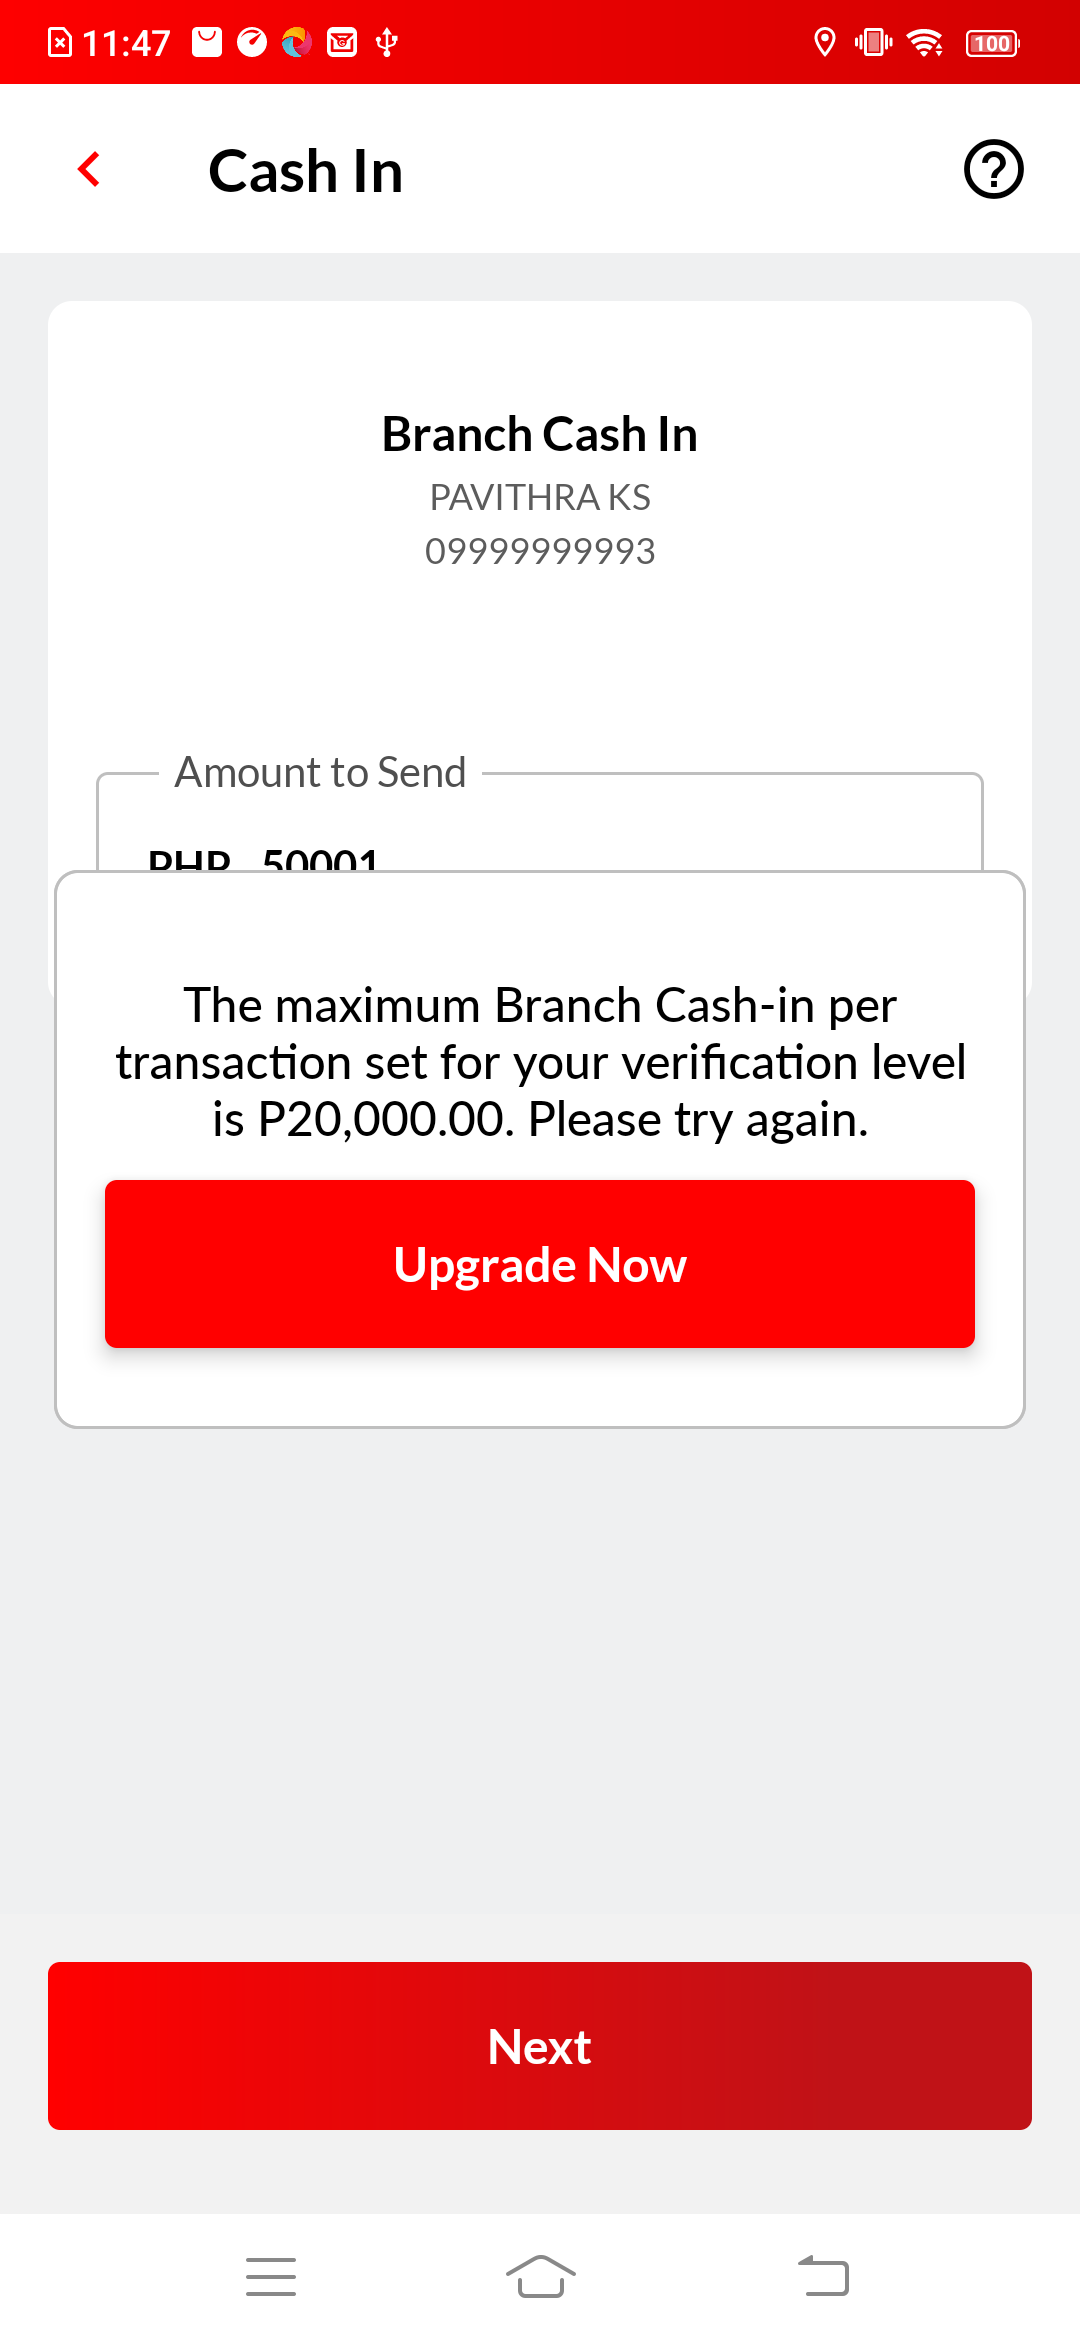 11:47
100
Cash In
Branch Cash In
PAVITHRA KS
09999999993
Amount to Send
PHP 50001
The maximum Branch Cash-in per
transaction set for your verification level
is P20,000.00. Please try again.
Upgrade Now
Next